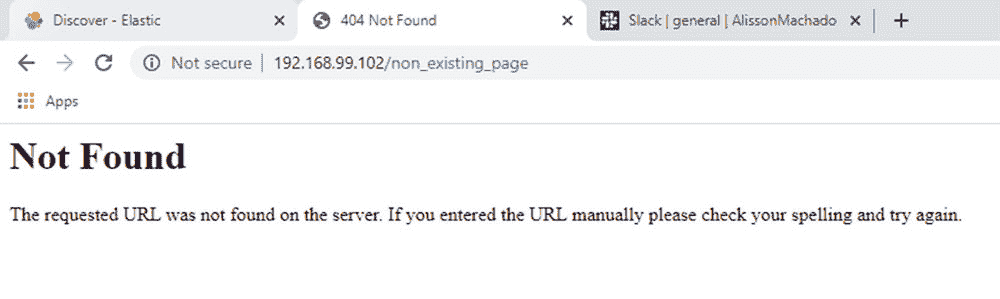 Discover - Elastic
404 Not Found
Slack | general | AlissonMachado
Not secure | 192.168.99.102/non_existing_page
Apps
Not Found
The requested URL was not found on the server. If you entered the URL manually please check your spelling and try again.